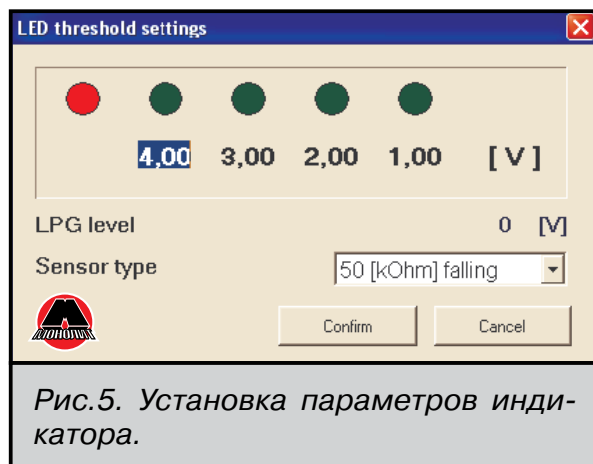 LED threshold settings
4,00 3,00 2,00 1,00 [ V ]
LPG level 0 [V]
Sensor type 50 [kOhm] falling
МОНОЛИТ
Confirm Cancel
Рис.5. Установка параметров инди-
катора.